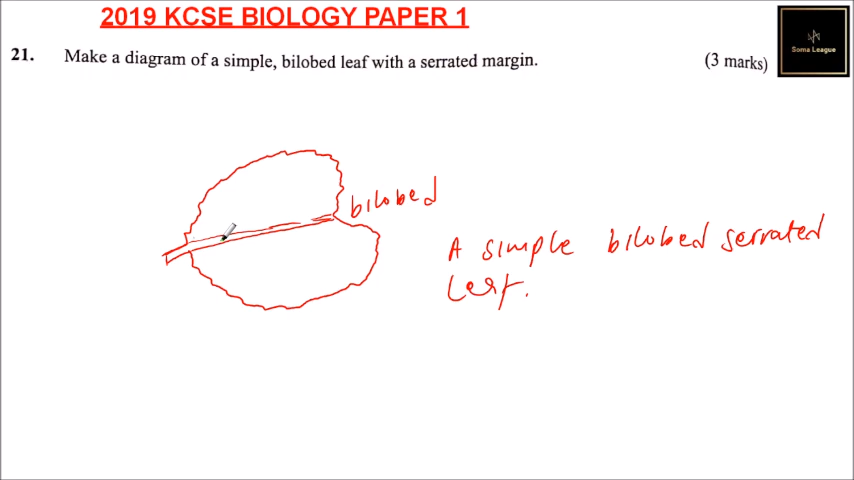 2019 KCSE BIOLOGY PAPER 1
Soma League
21. Make a diagram of a simple, bilobed leaf with a serrated margin. (3 marks)
bilobed
A simple bilobed serrated
leaf.